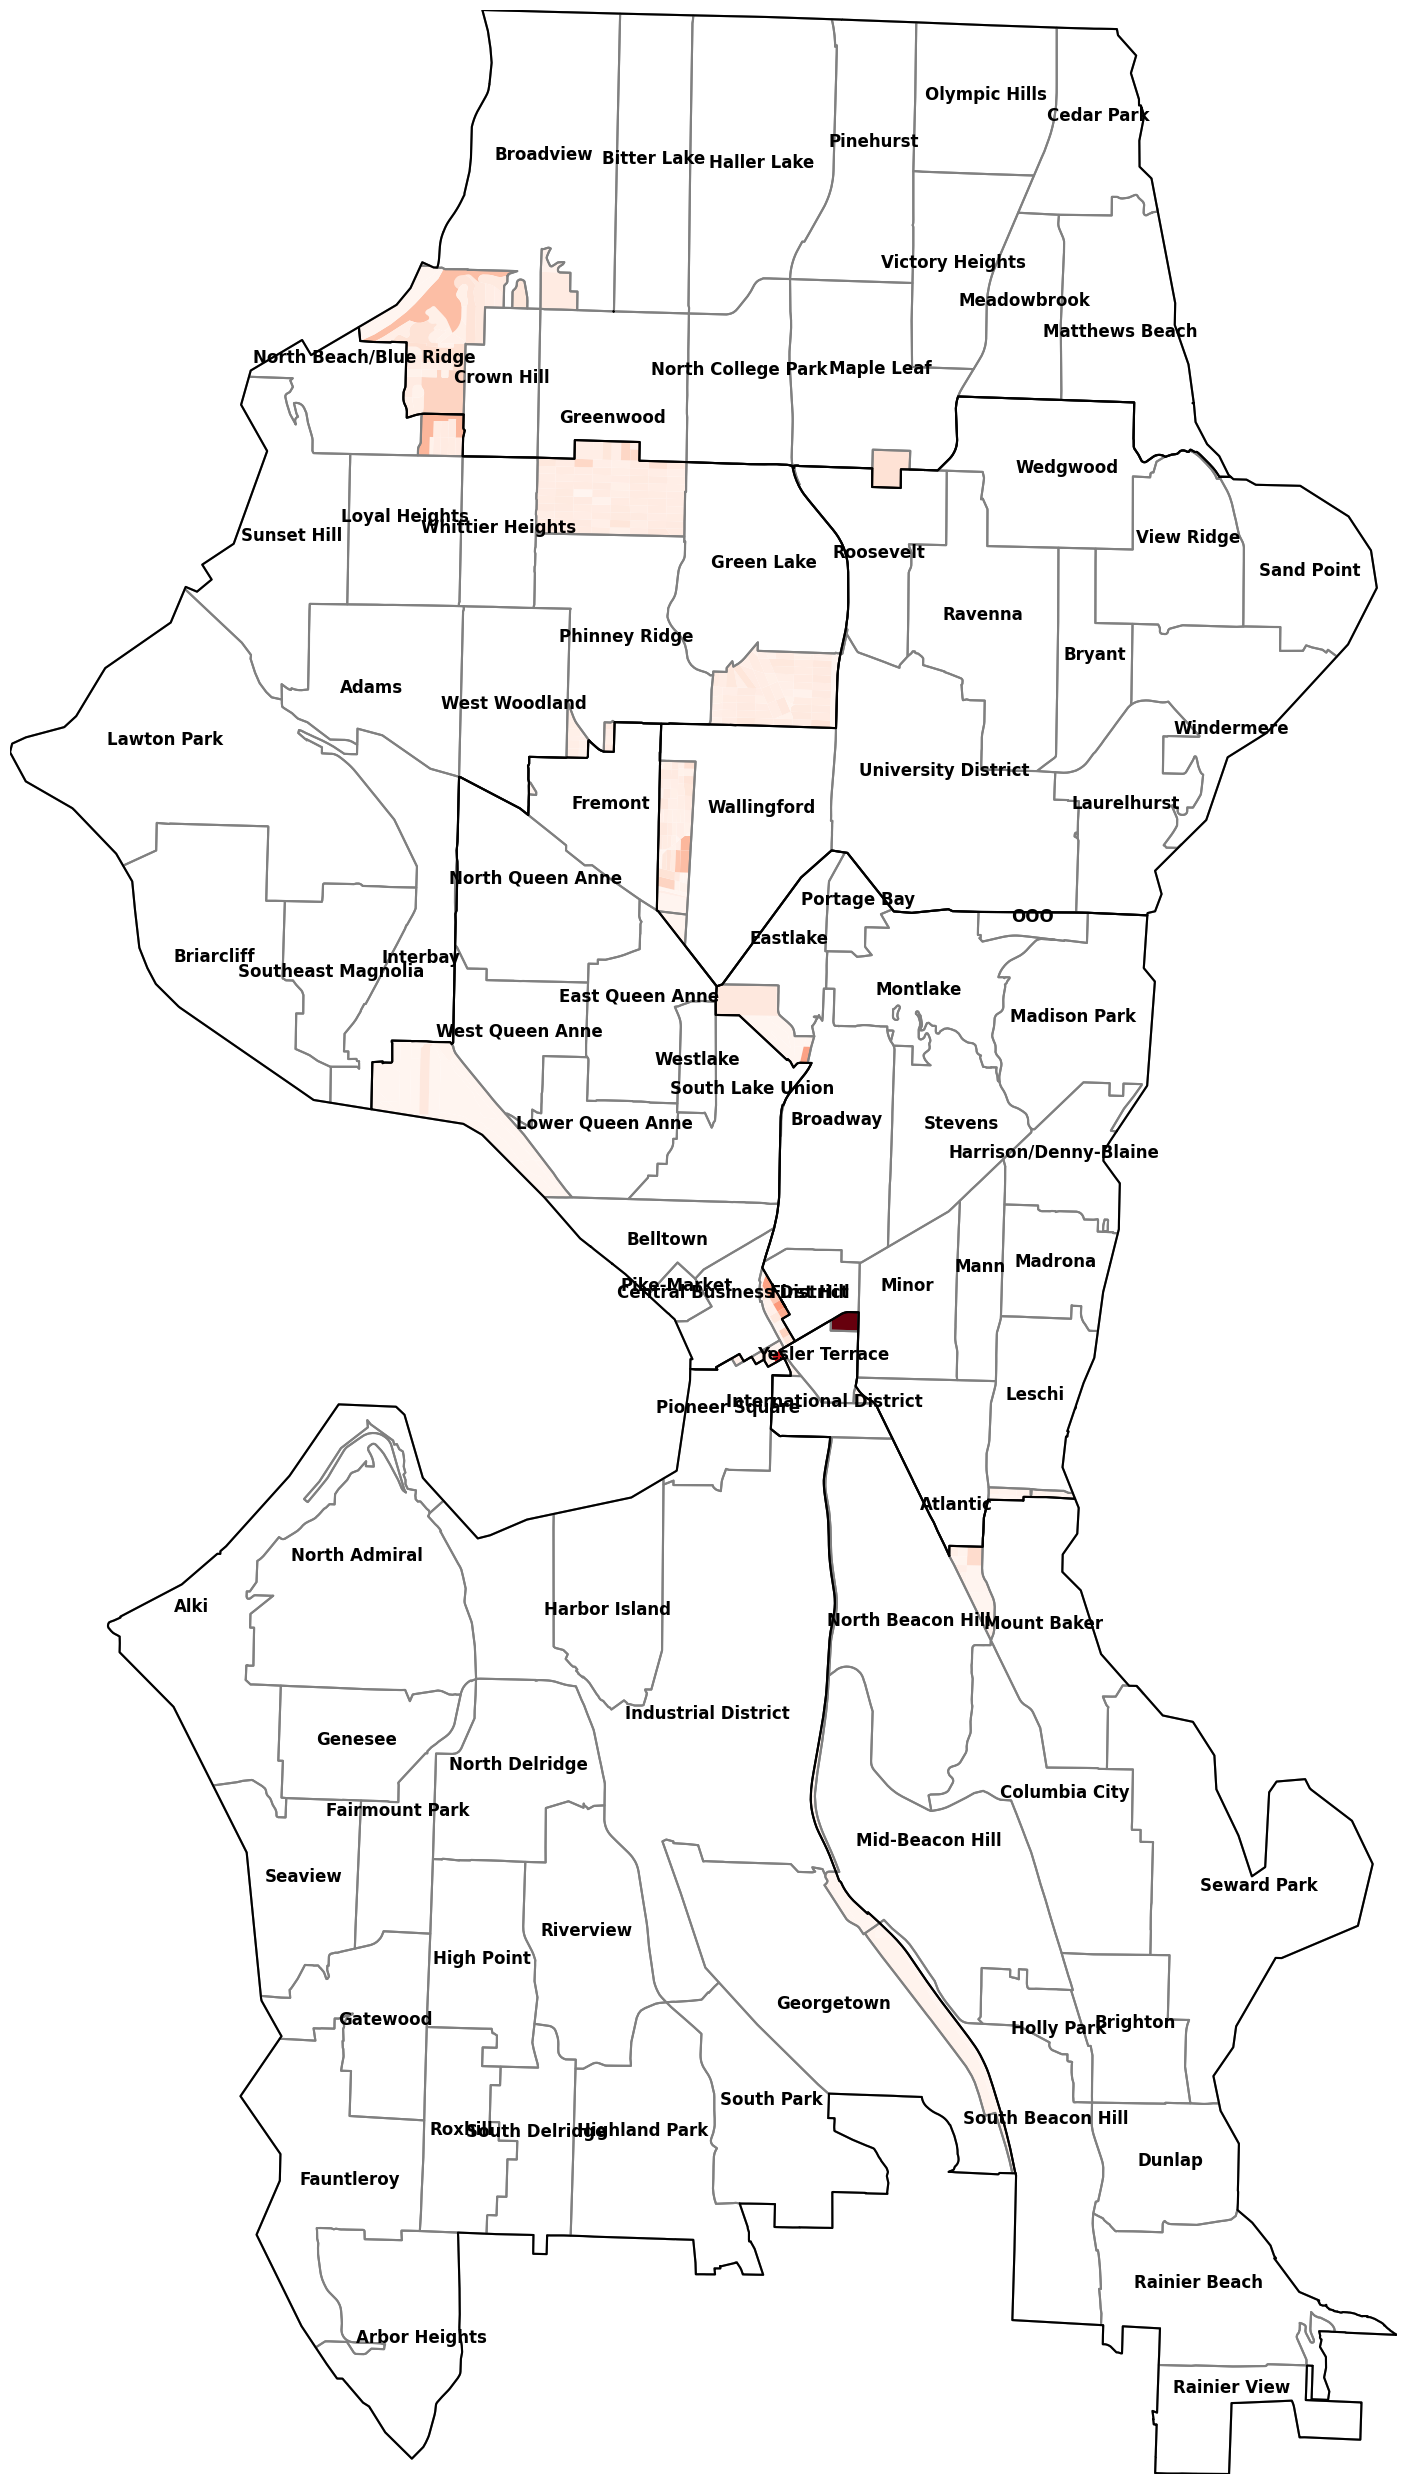 Olympic Hills
Cedar Park
Pinehurst
Broadview
Bitter Lake
Haller Lake
Victory Heights
Meadowbrook
Matthews Beach
North Beach/Blue Ridge
Crown Hill
North College Park
Maple Leaf
Greenwood
Wedgwood
Loyal Heights
Whittier Heights
Sunset Hill
View Ridge
Roosevelt
Green Lake
Sand Point
Ravenna
Phinney Ridge
Bryant
Adams
West Woodland
Windermere
Lawton Park
University District
Fremont
Wallingford
Laurelhurst
North Queen Anne
Portage Bay
OOO
Eastlake
Briarcliff
Interbay
Southeast Magnolia
Montlake
East Queen Anne
Madison Park
West Queen Anne
Westlake
South Lake Union
Broadway
Lower Queen Anne
Stevens
Harrison/Denny-Blaine
Belltown
Madrona
Mann
Pike-Market
Minor
Central Business District
First Hill
Yesler Terrace
Leschi
International District
Pioneer Square
Atlantic
North Admiral
Alki
Harbor Island
North Beacon Hill
Mount Baker
Industrial District
Genesee
North Delridge
Columbia City
Fairmount Park
Mid-Beacon Hill
Seaview
Seward Park
Riverview
High Point
Georgetown
Gatewood
Brighton
Holly Park
South Park
South Beacon Hill
Roxhill
South Delridge
Highland Park
Dunlap
Fauntleroy
Rainier Beach
Arbor Heights
Rainier View